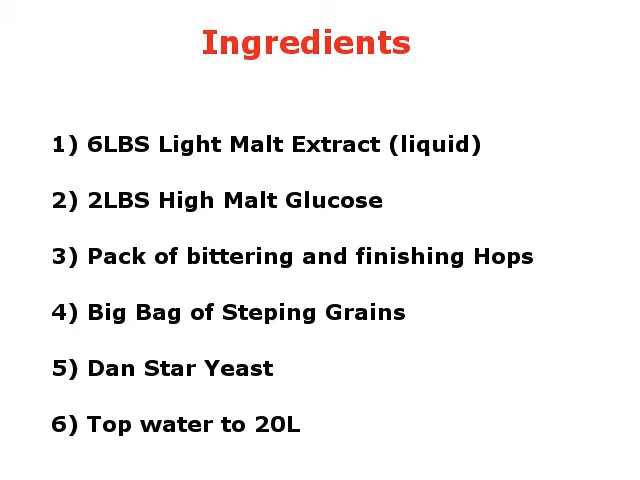 Ingredients
1) 6LBS Light Malt Extract (liquid)
2) 2LBS High Malt Glucose
3) Pack of bittering and finishing Hops
4) Big Bag of Steping Grains
5) Dan Star Yeast
6) Top water to 20L